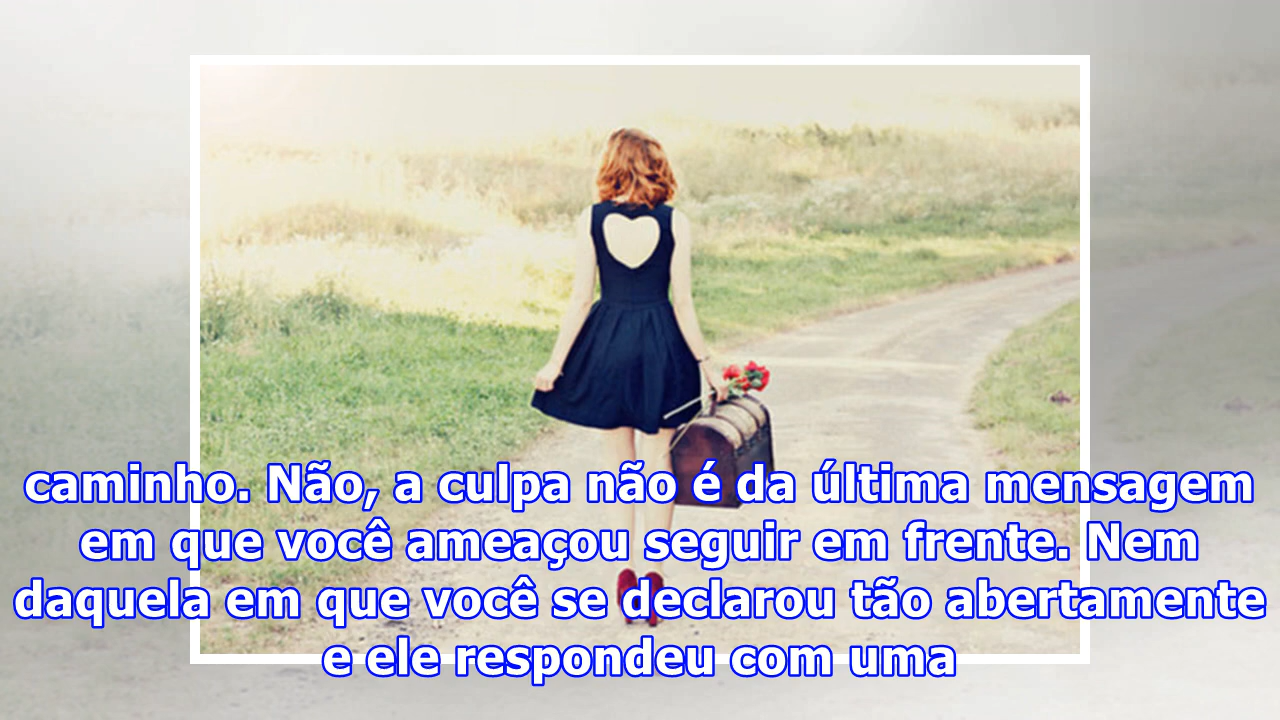 caminho. Não, a culpa não é da última mensagem
em que você ameaçou seguir em frente. Nem
daquela em que você se declarou tão abertamente
e ele respondeu com uma